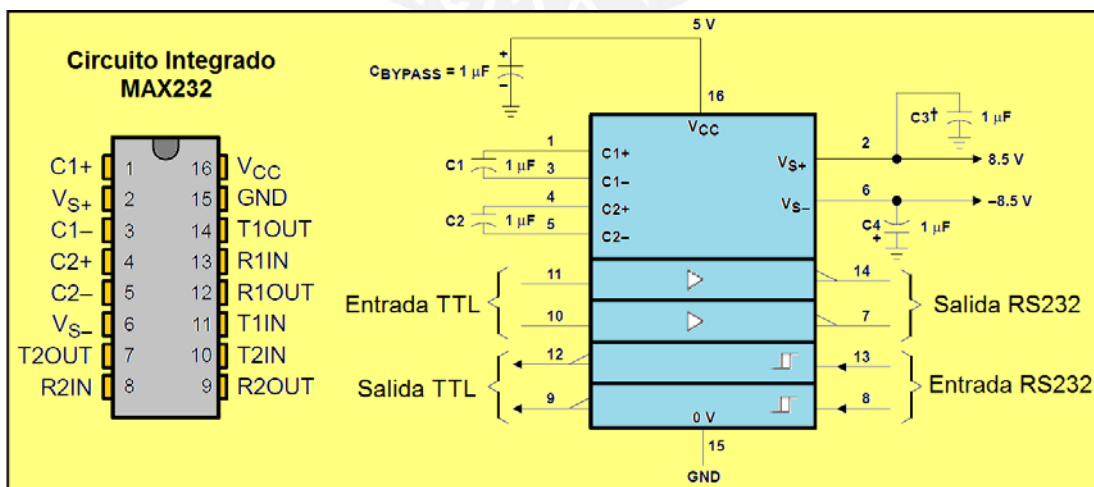 Circuito Integrado
MAX232
C1+ 1 16 VCC
VS+ 2 15 GND
C1− 3 14 T1OUT
C2+ 4 13 R1IN
C2− 5 12 R1OUT
VS− 6 11 T1IN
T2OUT 7 10 T2IN
R2IN 8 9 R2OUT
5 V
CBYPASS = 1 µF
+
−
16
VCC
C3† 1 µF
1
C1 1 µF
C1+
3
C1−
VS+
2
8.5 V
4
C2 1 µF
C2+
5
C2−
VS−
6
−8.5 V
C4
+
1 µF
Entrada TTL
11
14
10
7
Salida RS232
Salida TTL
12
13
9
8
Entrada RS232
0 V
15
GND